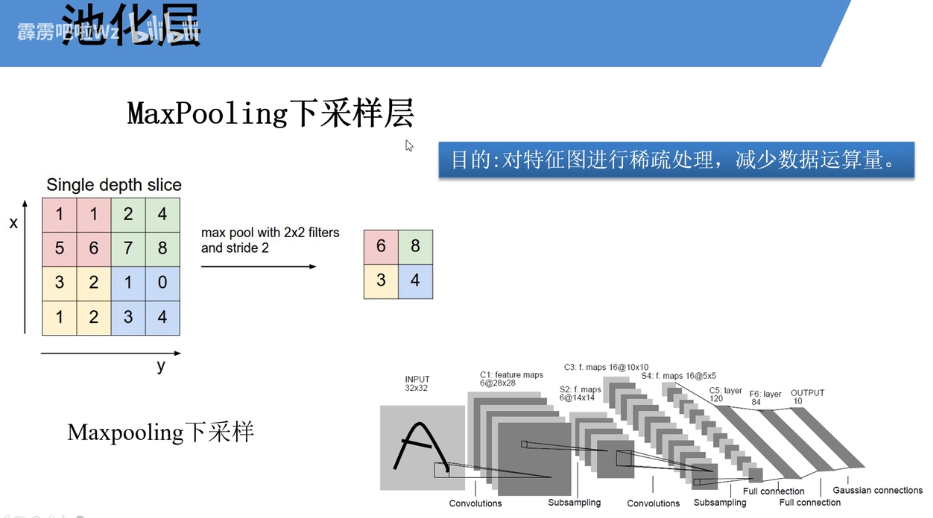 池化层
霹雳吧啦Wz bilibili
MaxPooling下采样层
目的:对特征图进行稀疏处理，减少数据运算量。
Single depth slice
x
1 1 2 4
5 6 7 8
3 2 1 0
1 2 3 4
y
max pool with 2x2 filters
and stride 2
6 8
3 4
Maxpooling下采样
INPUT
32x32
C1: feature maps
6@28x28
S2: f. maps
6@14x14
C3: f. maps 16@10x10
S4: f. maps 16@5x5
C5: layer
120
F6: layer
84
OUTPUT
10
A
Convolutions
Subsampling
Convolutions
Subsampling
Full connection
Full connection
Gaussian connections